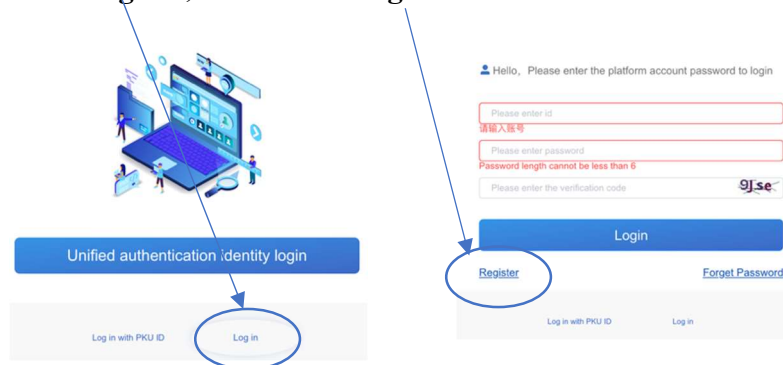 Hello, Please enter the platform account password to login
Please enter id
请输入账号
Please enter password
Password length cannot be less than 6
Please enter the verification code
9Jse
Unified authentication identity login
Login
Register
Forget Password
Log in with PKU ID
Log in
Log in with PKU ID
Log in